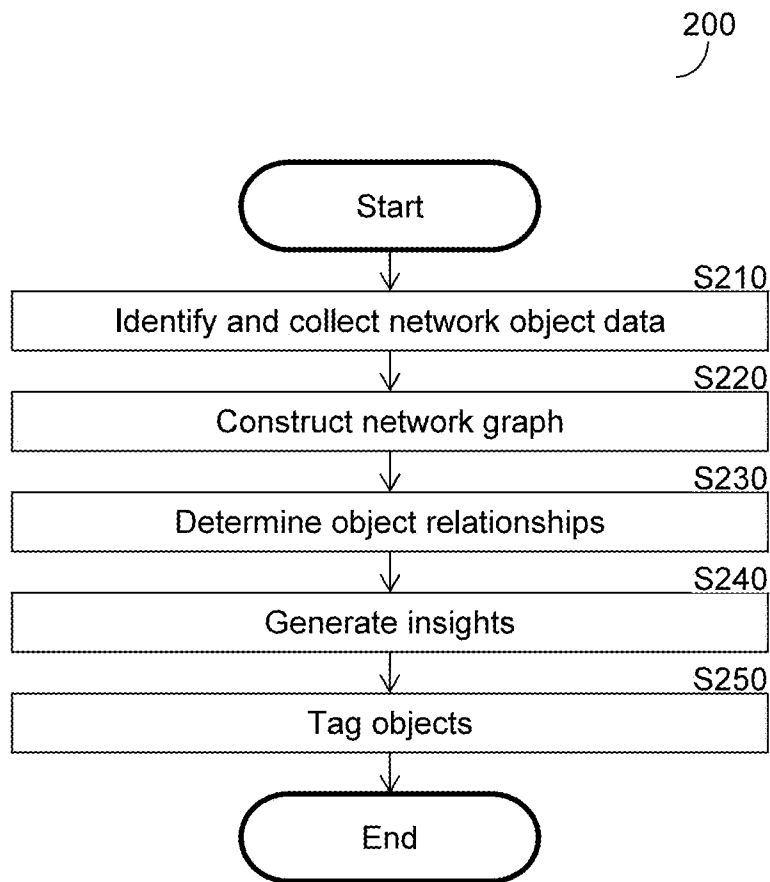 200
Start
S210
Identify and collect network object data
S220
Construct network graph
S230
Determine object relationships
S240
Generate insights
S250
Tag objects
End